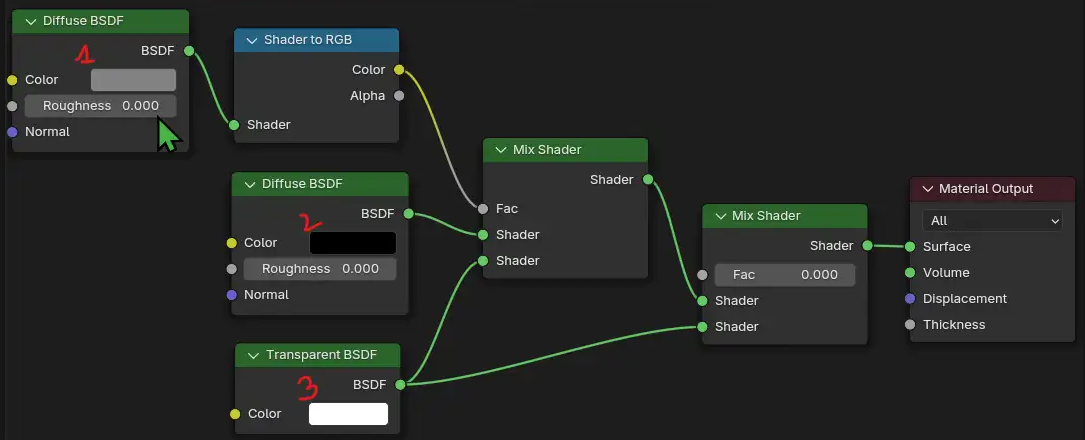 Diffuse BSDF
1
BSDF
Color
Roughness 0.000
Normal
Shader to RGB
Color
Alpha
Shader
Diffuse BSDF
2
BSDF
Color
Roughness 0.000
Normal
Transparent BSDF
3
BSDF
Color
Mix Shader
Shader
Fac
Shader
Shader
Mix Shader
Shader
Fac 0.000
Shader
Shader
Material Output
All
Surface
Volume
Displacement
Thickness